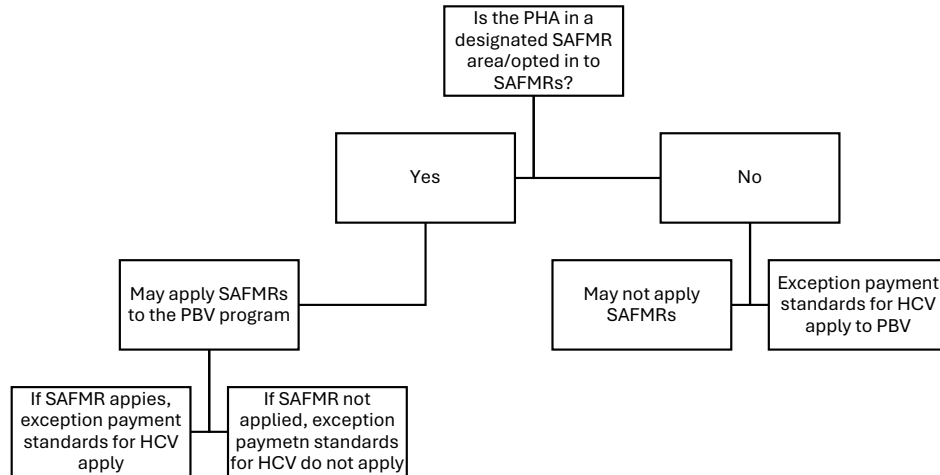 Is the PHA in a
designated SAFMR
area/opted in to
SAFMRs?
Yes
No
May apply SAFMRs
to the PBV program
May not apply
SAFMRs
Exception payment
standards for HCV
apply to PBV
If SAFMR appies,
exception payment
standards for HCV
apply
If SAFMR not
applied, exception
paymetn standards
for HCV do not apply